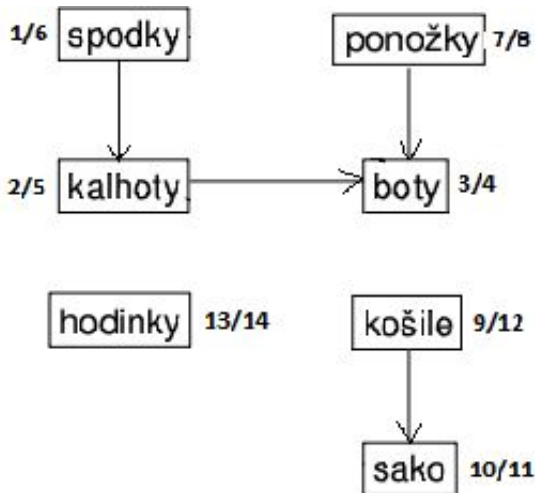 1/6 spodky ponožky 7/8
2/5 kalhoty boty 3/4
hodinky 13/14 košile 9/12
sako 10/11